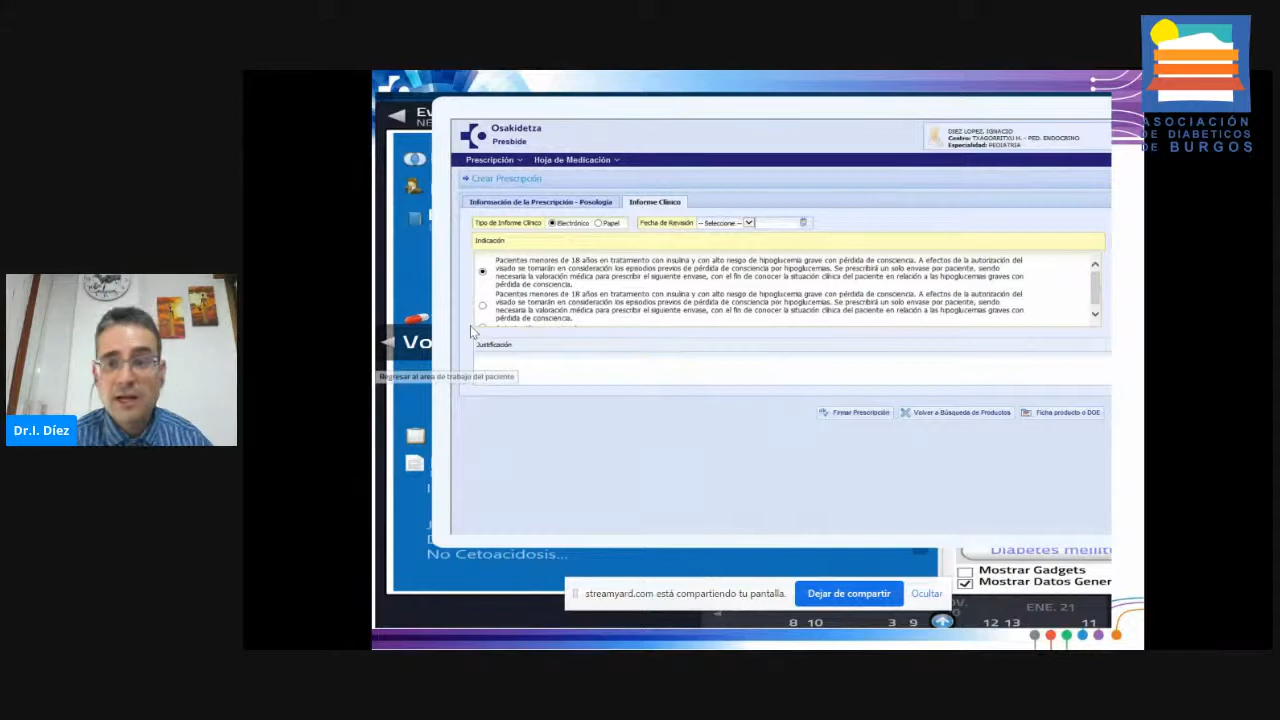 ASOCIACIÓN
DE DIABETICOS
DE BURGOS
Osakidetza
Presbide
DIEZ LOPEZ, IGNACIO
Centro: TXAGORRITXU H. - PED. ENDOCRINO
Especialidad: PEDIATRIA
Prescripción Hoja de Medicación
Crear Prescripción
Información de la Prescripción - Posología Informe Clínico
Tipo de Informe Clínico Electrónico Papel Fecha de Revisión -- Seleccione --
Indicación
Pacientes menores de 18 años en tratamiento con insulina y con alto riesgo de hipoglucemia grave con pérdida de consciencia. A efectos de la autorización del
visado se tomarán en consideración los episodios previos de pérdida de consciencia por hipoglucemias. Se prescribirá un solo envase por paciente, siendo
necesaria la valoración médica para prescribir el siguiente envase, con el fin de conocer la situación clínica del paciente en relación a las hipoglucemias graves con
pérdida de consciencia.
Pacientes menores de 18 años en tratamiento con insulina y con alto riesgo de hipoglucemia grave con pérdida de consciencia. A efectos de la autorización del
visado se tomarán en consideración los episodios previos de pérdida de consciencia por hipoglucemias. Se prescribirá un solo envase por paciente, siendo
necesaria la valoración médica para prescribir el siguiente envase, con el fin de conocer la situación clínica del paciente en relación a las hipoglucemias graves con
pérdida de consciencia.
Vo
Justificación
Regresar al area de trabajo del paciente
Firmar Prescripción Volver a Búsqueda de Productos Ficha producto o DGE
Dr.I. Díez
No Cetoacidosis...
Diabetes mellit
Mostrar Gadgets
Mostrar Datos Gener
streamyard.com está compartiendo tu pantalla. Dejar de compartir Ocultar
ENE. 21
8 10 3 9 12 13 11